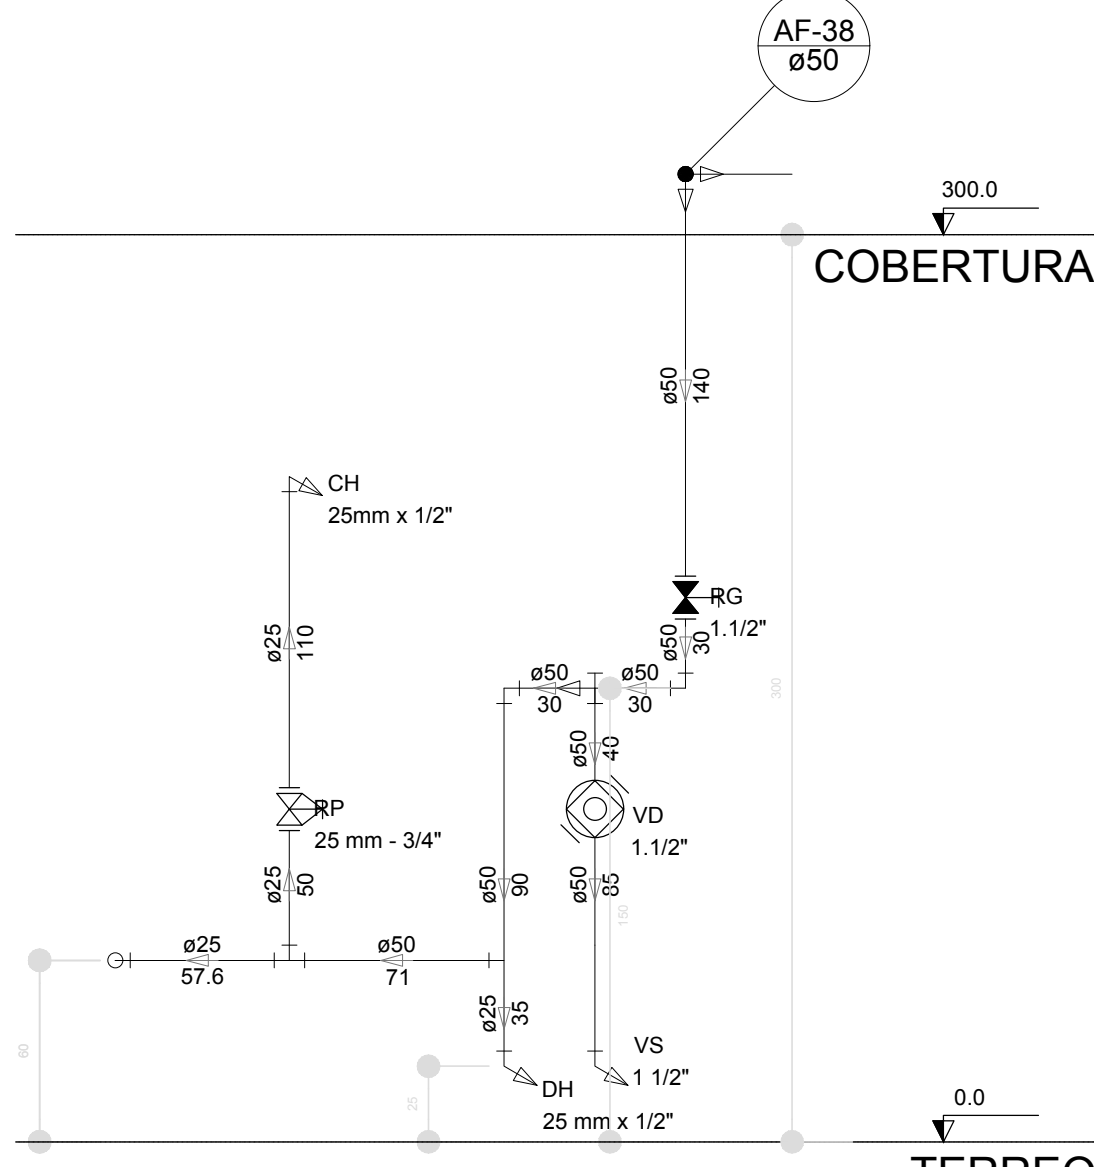 AF-38
ø50
300.0
COBERTURA
ø50
140
CH
25mm x 1/2"
RG
1.1/2"
ø25
110
ø50
30
ø50
30
ø50
30
300
ø50
40
RP
25 mm - 3/4"
VD
1.1/2"
ø25
50
ø50
90
ø50
85
150
ø25
57.6
ø50
71
ø25
35
60
VS
1 1/2"
DH
25 mm x 1/2"
25
0.0
TERREO